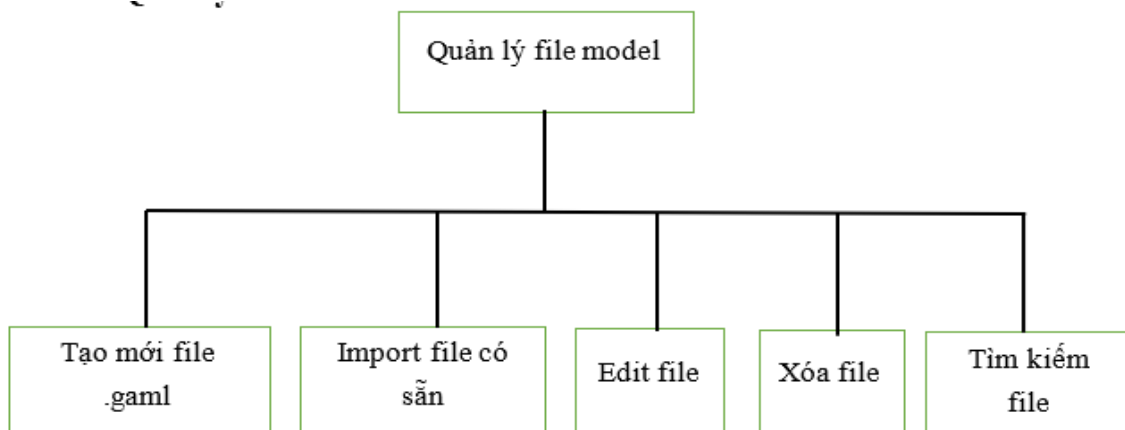 Quản lý file model
Tạo mới file
.gaml
Import file có
sẵn
Edit file
Xóa file
Tìm kiếm
file